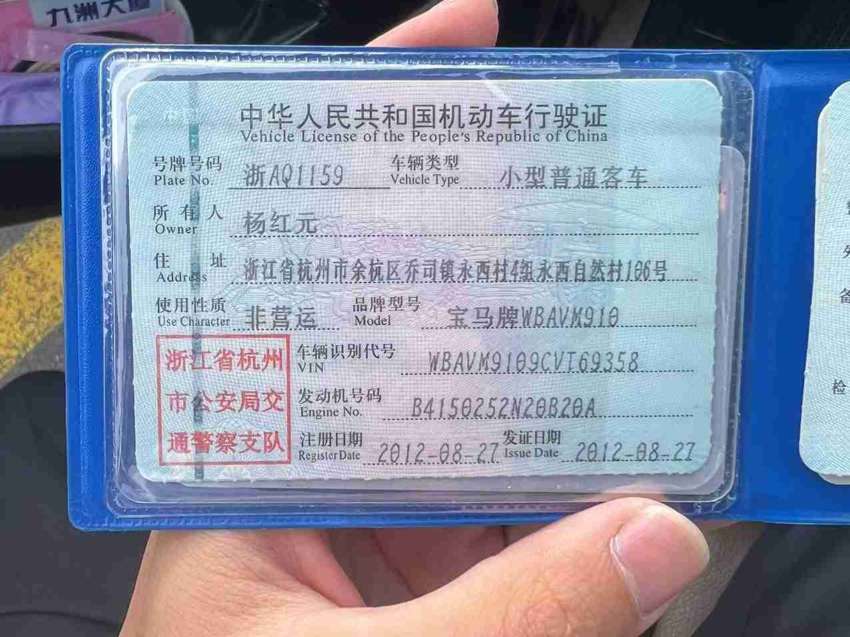 九洲大
中华人民共和国机动车行驶证
Vehicle License of the People's Republic of China
号牌号码 浙AQ1159 车辆类型 小型普通客车
Plate No. Vehicle Type
所有人 杨红元
Owner
住址 浙江省杭州市余杭区乔司镇永西村4组永西自然村106号
Address
使用性质 非营运 品牌型号 宝马牌WBAVM910
Use Character Model
浙江省杭州
市公安局交
通警察支队
车辆识别代号 WBAVM9109CVT69358
VIN
发动机号码 B4150252N20B20A
Engine No.
注册日期 2012-08-27 发证日期 2012-08-27
Register Date Issue Date
备
检